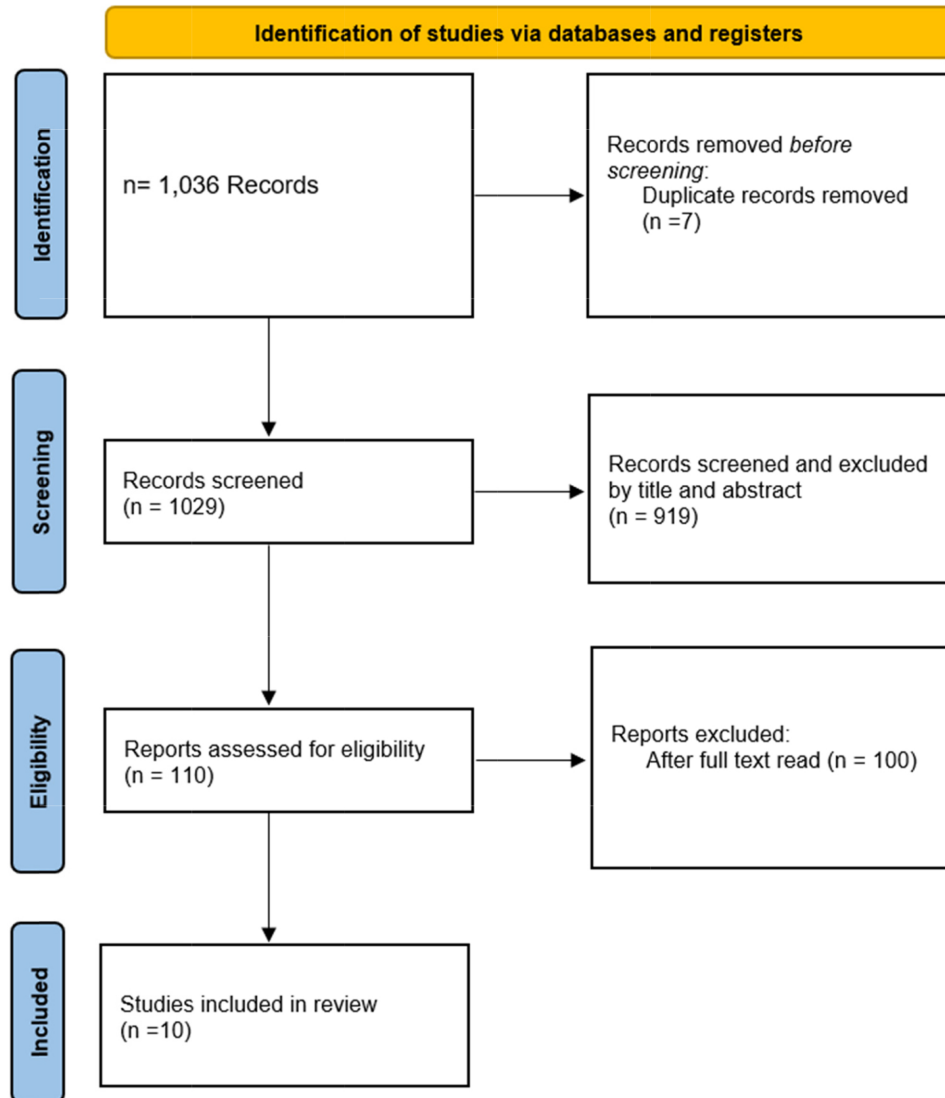 Identification of studies via databases and registers
Identification
n= 1,036 Records
Records removed before
screening:
Duplicate records removed
(n =7)
Screening
Records screened
(n = 1029)
Records screened and excluded
by title and abstract
(n = 919)
Eligibility
Reports assessed for eligibility
(n = 110)
Reports excluded:
After full text read (n = 100)
Included
Studies included in review
(n =10)